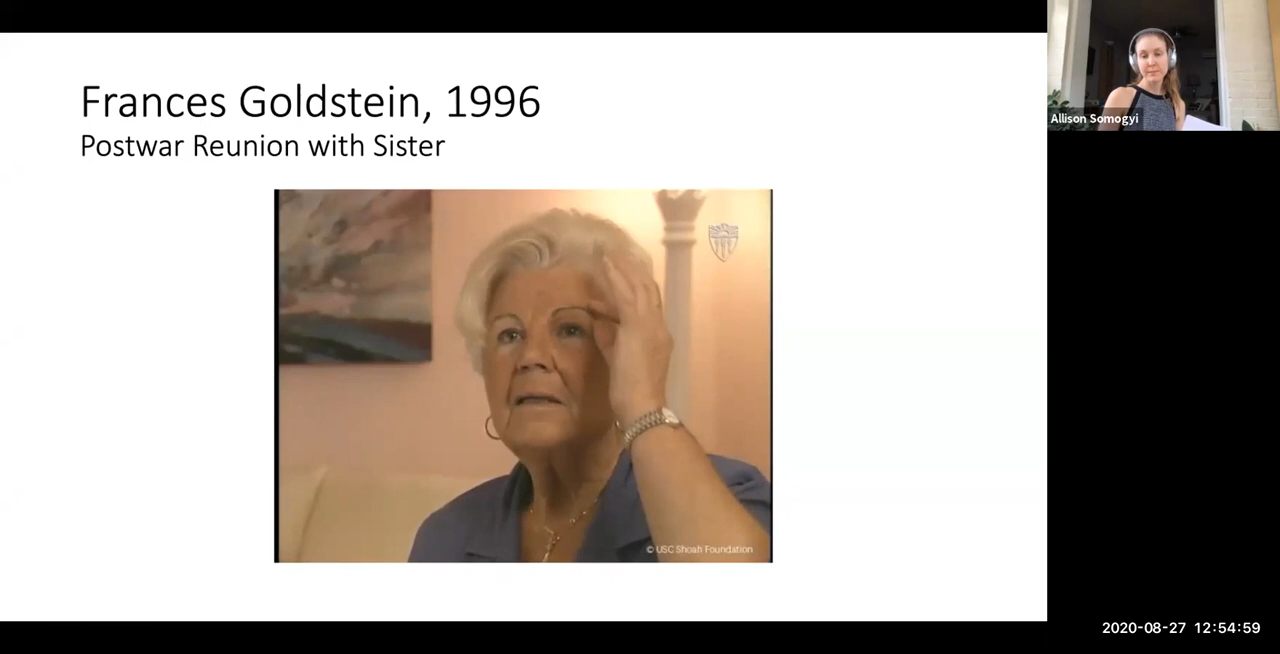 Frances Goldstein, 1996
Postwar Reunion with Sister
© USC Shoah Foundation
Allison Somogyi
2020-08-27 12:54:59